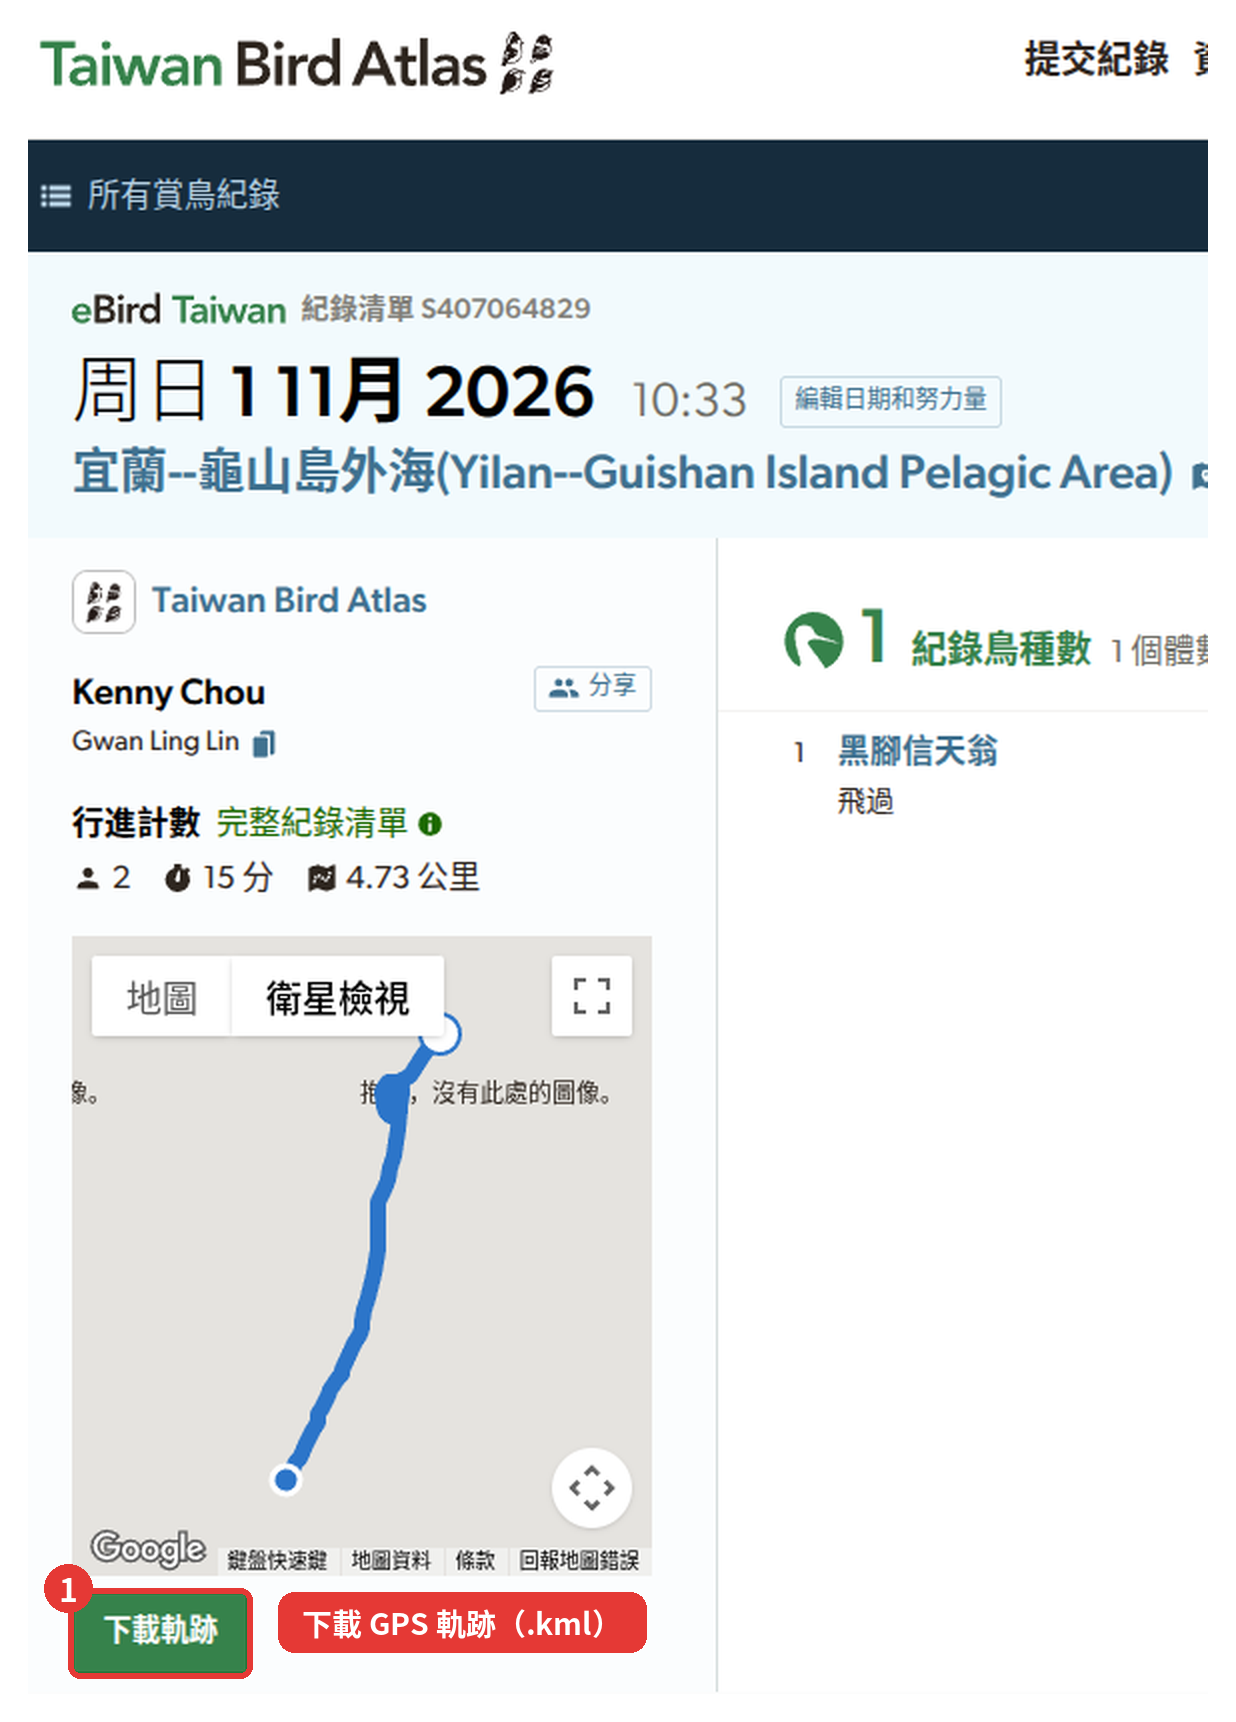 Taiwan Bird Atlas
提交紀錄
所有賞鳥紀錄
eBird Taiwan 紀錄清單 S407064829
周日 1 11月 2026 10:33 編輯日期和努力量
宜蘭--龜山島外海(Yilan--Guishan Island Pelagic Area)
Taiwan Bird Atlas
Kenny Chou 分享
Gwan Ling Lin
行進計數 完整紀錄清單
2 15 分 4.73 公里
地圖 衛星檢視
像。 沒有此處的圖像。
Google 鍵盤快速鍵 地圖資料 條款 回報地圖錯誤
1
下載軌跡 下載 GPS 軌跡（.kml）
1 紀錄鳥種數 1 個體數
1 黑腳信天翁
飛過